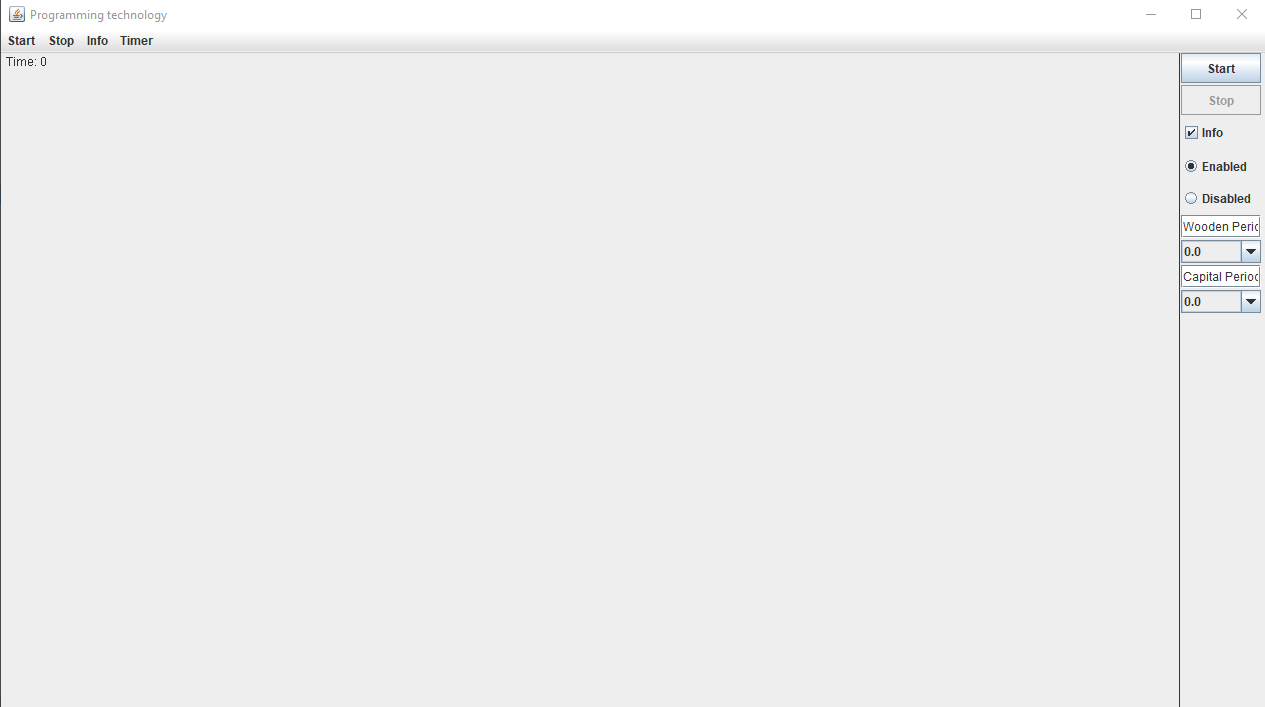 Programming technology
Start Stop Info Timer
Time: 0
Start
Stop
Info
Enabled
Disabled
Wooden Peric
0.0
Capital Perioc
0.0